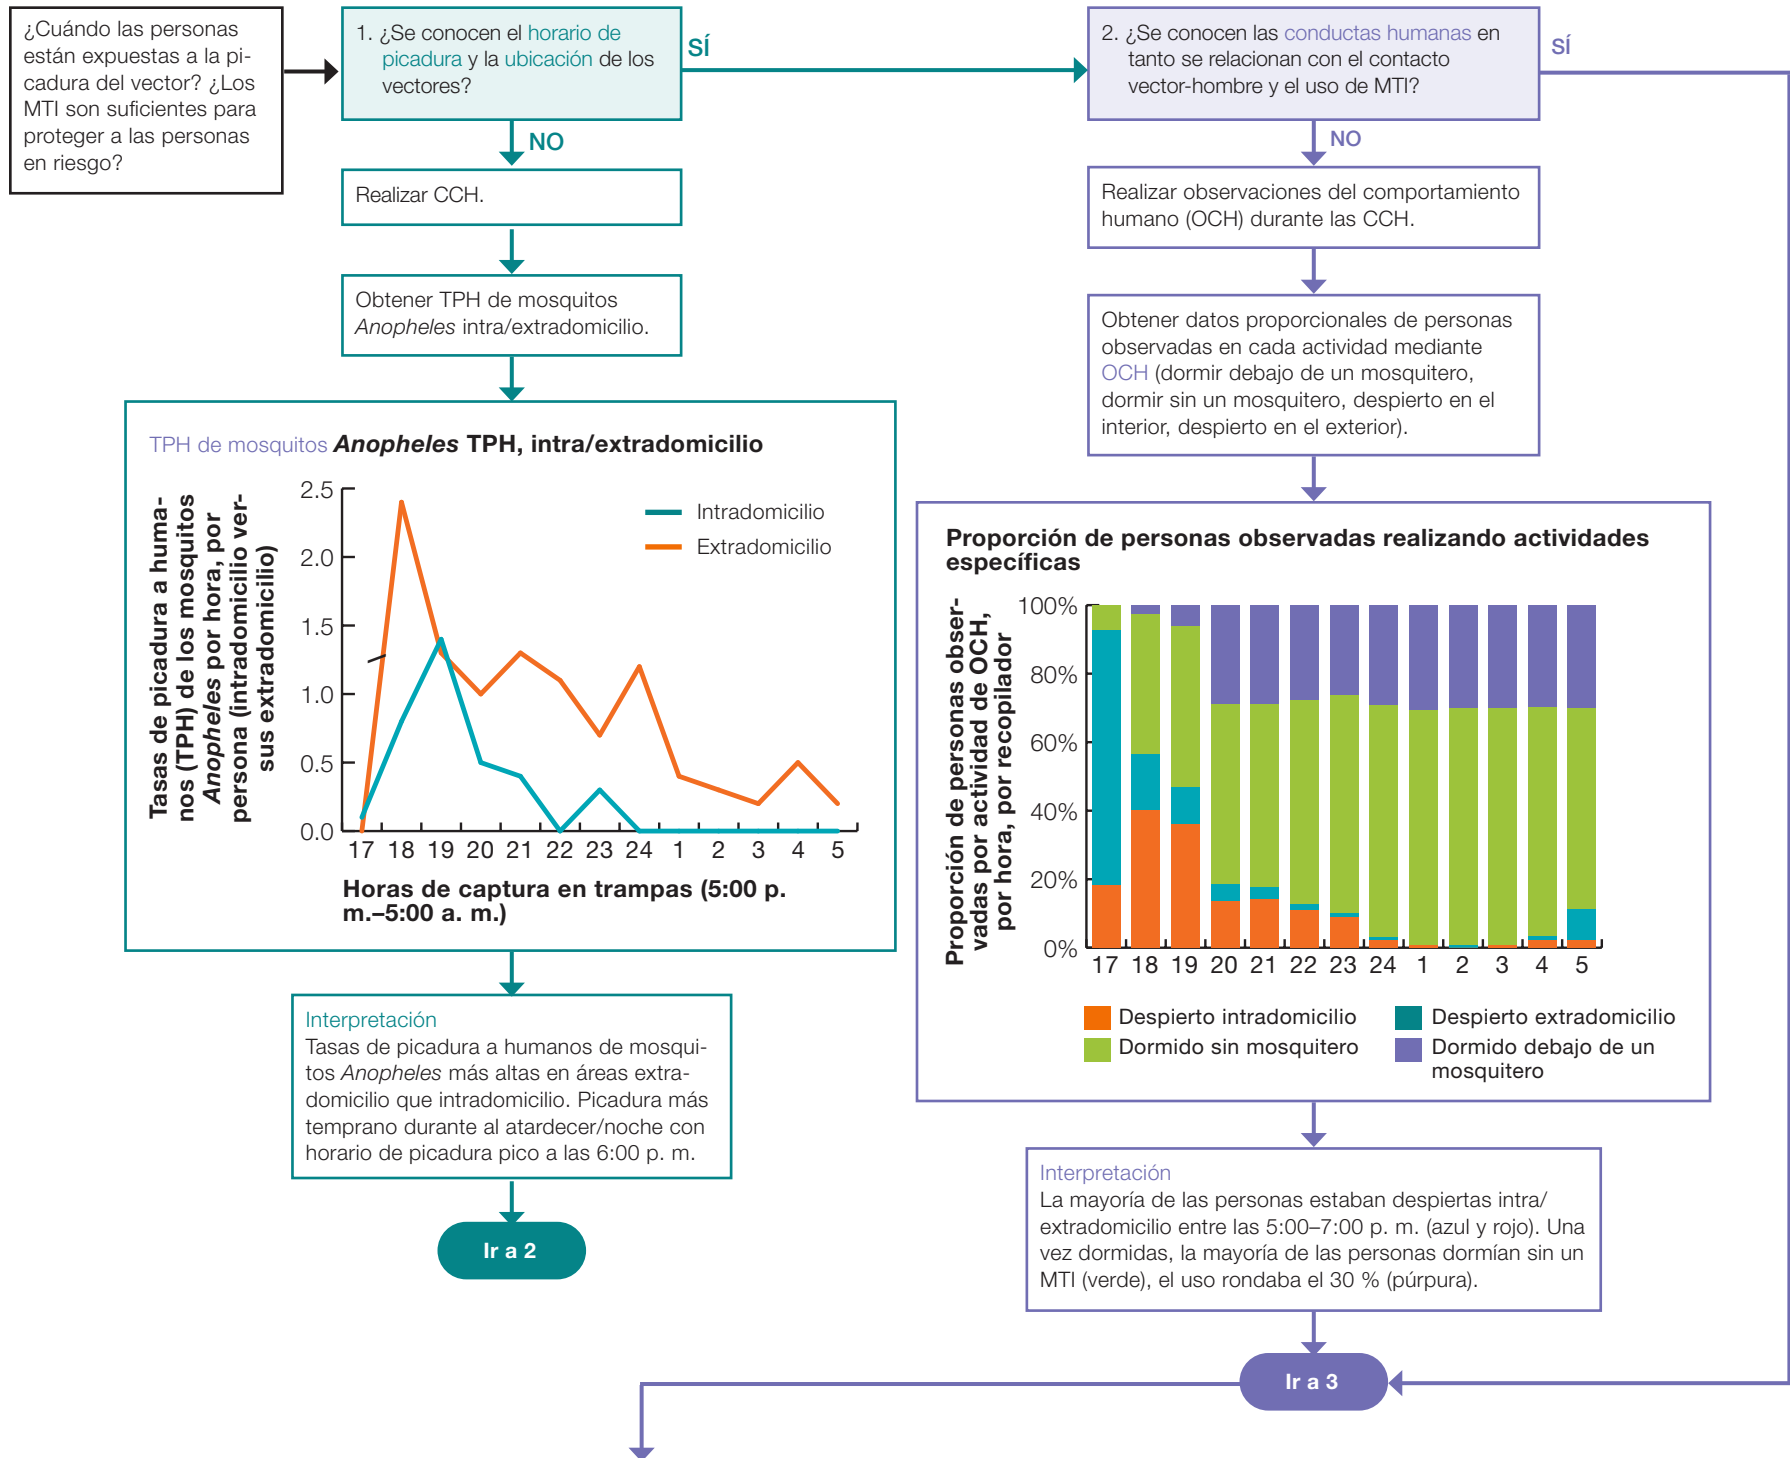 ¿Cuándo las personas
están expuestas a la pi-
cadura del vector? ¿Los
MTI son suficientes para
proteger a las personas
en riesgo?
1. ¿Se conocen el horario de
picadura y la ubicación de los
vectores?
SÍ
NO
Realizar CCH.
Obtener TPH de mosquitos
Anopheles intra/extradomicilio.
TPH de mosquitos Anopheles TPH, intra/extradomicilio
Tasas de picadura a huma-
nos (TPH) de los mosquitos
Anopheles por hora, por
persona (intradomicilio ver-
sus extradomicilio)
2.5
2.0
1.5
1.0
0.5
0.0
Intradomicilio
Extradomicilio
17 18 19 20 21 22 23 24 1 2 3 4 5
Horas de captura en trampas (5:00 p.
m.–5:00 a. m.)
Interpretación
Tasas de picadura a humanos de mosqui-
tos Anopheles más altas en áreas extra-
domicilio que intradomicilio. Picadura más
temprano durante al atardecer/noche con
horario de picadura pico a las 6:00 p. m.
Ir a 2
2. ¿Se conocen las conductas humanas en
tanto se relacionan con el contacto
vector-hombre y el uso de MTI?
SÍ
NO
Realizar observaciones del comportamiento
humano (OCH) durante las CCH.
Obtener datos proporcionales de personas
observadas en cada actividad mediante
OCH (dormir debajo de un mosquitero,
dormir sin un mosquitero, despierto en el
interior, despierto en el exterior).
Proporción de personas observadas realizando actividades
específicas
Proporción de personas obser-
vadas por actividad de OCH,
por hora, por recopilador
100%
80%
60%
40%
20%
0%
17 18 19 20 21 22 23 24 1 2 3 4 5
Despierto intradomicilio
Despierto extradomicilio
Dormido sin mosquitero
Dormido debajo de un
mosquitero
Interpretación
La mayoría de las personas estaban despiertas intra/
extradomicilio entre las 5:00–7:00 p. m. (azul y rojo). Una
vez dormidas, la mayoría de las personas dormían sin un
MTI (verde), el uso rondaba el 30 % (púrpura).
Ir a 3